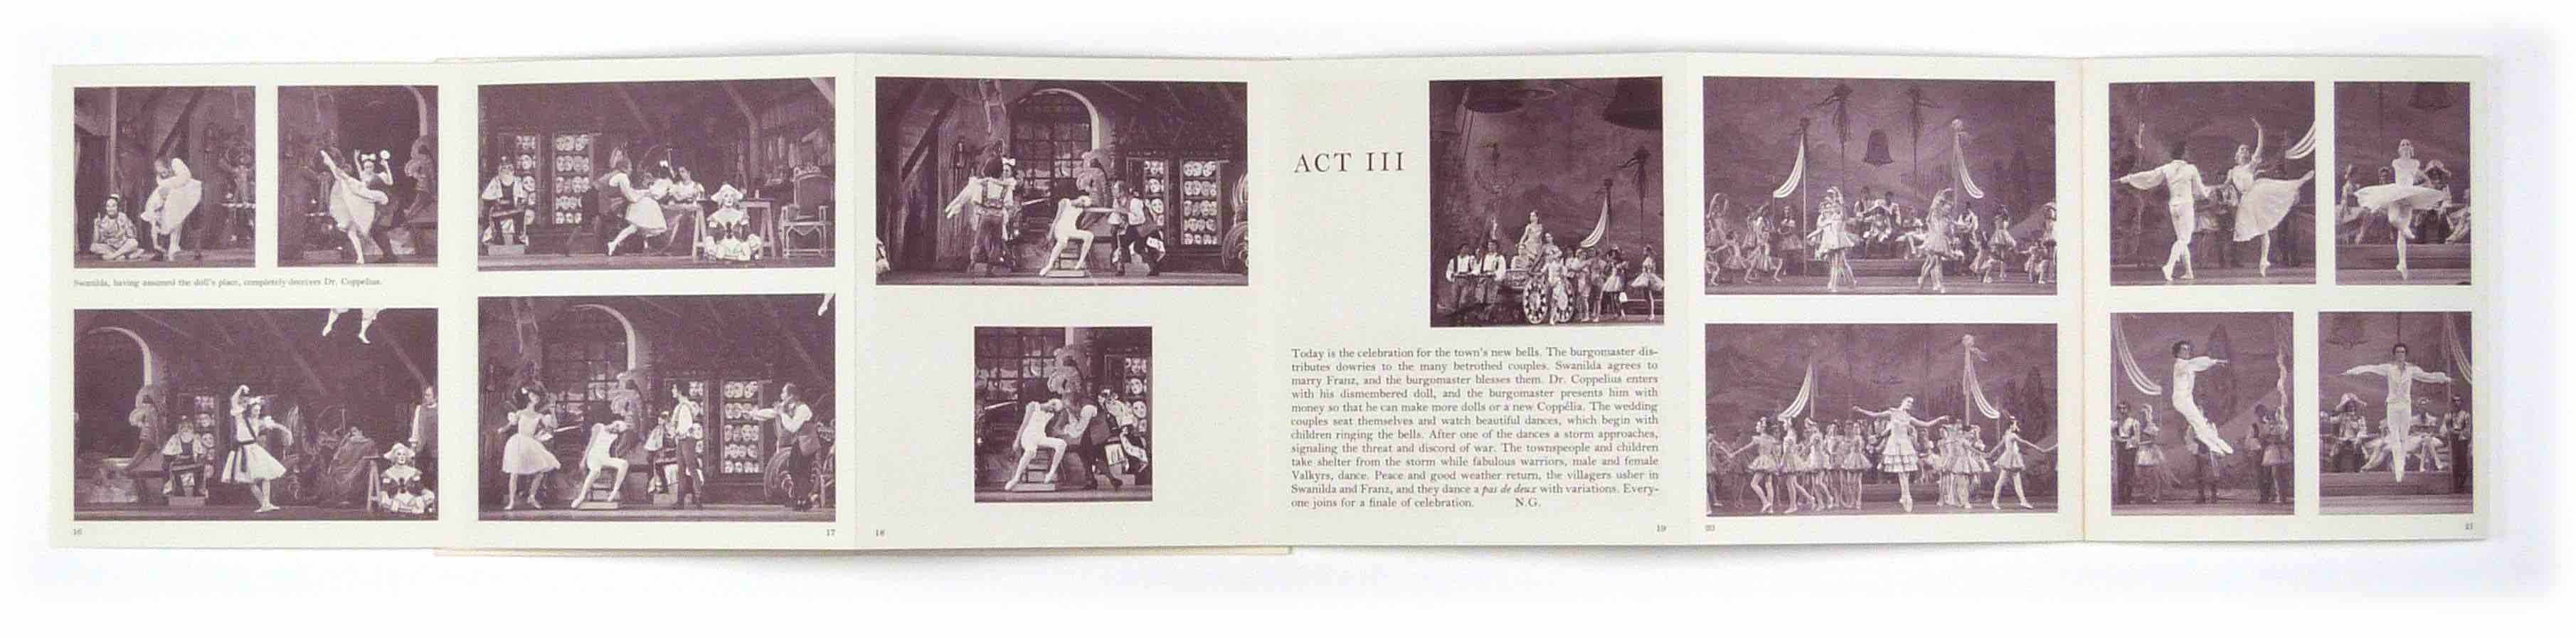 Swanilda, having assumed the doll's place, completely deceives Dr. Coppelius.
16
17
18
ACT III
Today is the celebration for the town's new bells. The burgomaster dis-
tributes dowries to the many betrothed couples. Swanilda agrees to
marry Franz, and the burgomaster blesses them. Dr. Coppelius enters
with his dismembered doll, and the burgomaster presents him with
money so that he can make more dolls or a new Coppélia. The wedding
couples seat themselves and watch beautiful dances, which begin with
children ringing the bells. After one of the dances a storm approaches,
signaling the threat and discord of war. The townspeople and children
take shelter from the storm while fabulous warriors, male and female
Valkyrs, dance. Peace and good weather return, the villagers usher in
Swanilda and Franz, and they dance a pas de deux with variations. Every-
one joins for a finale of celebration. N.G.
19
20
21